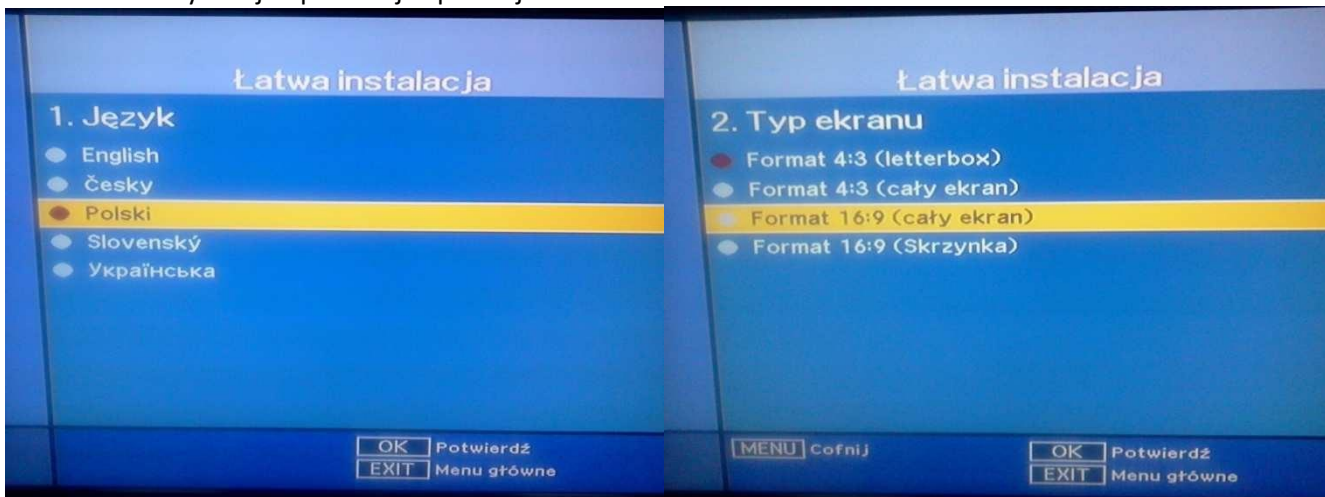 Łatwa instalacja
1. Język
English
Česky
Polski
Slovenský
Українська
OK Potwierdź
EXIT Menu główne
Łatwa instalacja
2. Typ ekranu
Format 4:3 (letterbox)
Format 4:3 (cały ekran)
Format 16:9 (cały ekran)
Format 16:9 (Skrzynka)
MENU Cofnij
OK Potwierdź
EXIT Menu główne